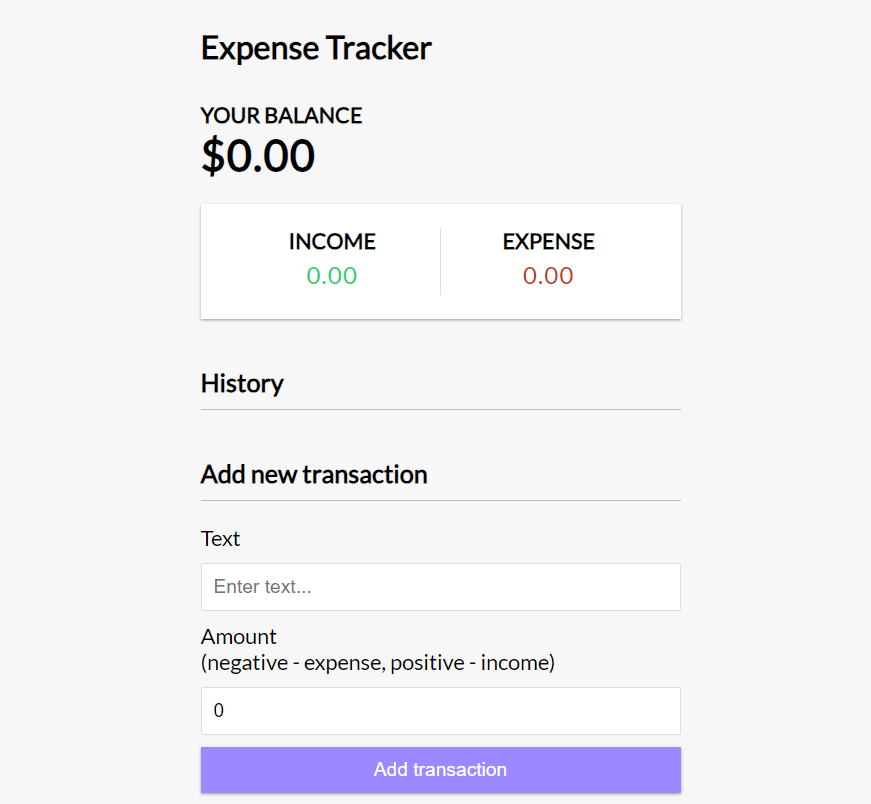 Expense Tracker
YOUR BALANCE
$0.00
INCOME
EXPENSE
0.00
0.00
History
Add new transaction
Text
Enter text...
Amount
(negative - expense, positive - income)
0
Add transaction